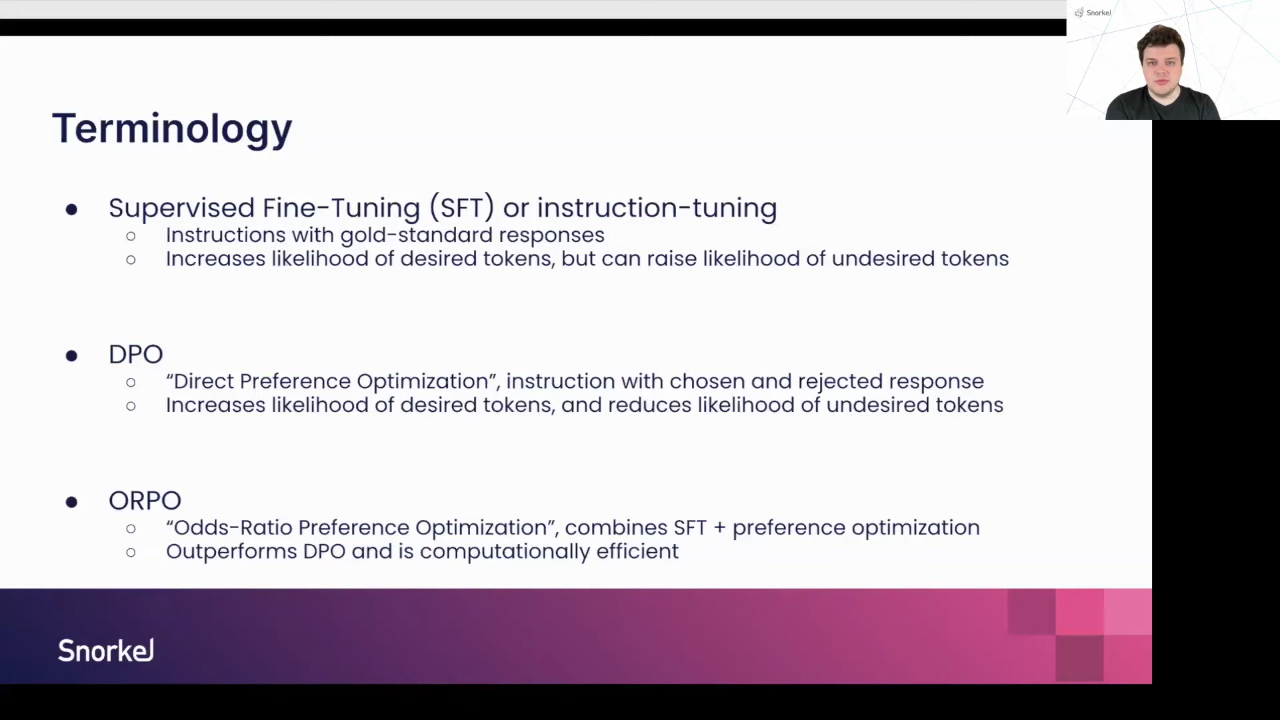 Snorkel
Terminology
● Supervised Fine-Tuning (SFT) or instruction-tuning
○ Instructions with gold-standard responses
○ Increases likelihood of desired tokens, but can raise likelihood of undesired tokens
● DPO
○ “Direct Preference Optimization”, instruction with chosen and rejected response
○ Increases likelihood of desired tokens, and reduces likelihood of undesired tokens
● ORPO
○ “Odds-Ratio Preference Optimization”, combines SFT + preference optimization
○ Outperforms DPO and is computationally efficient
Snorkel